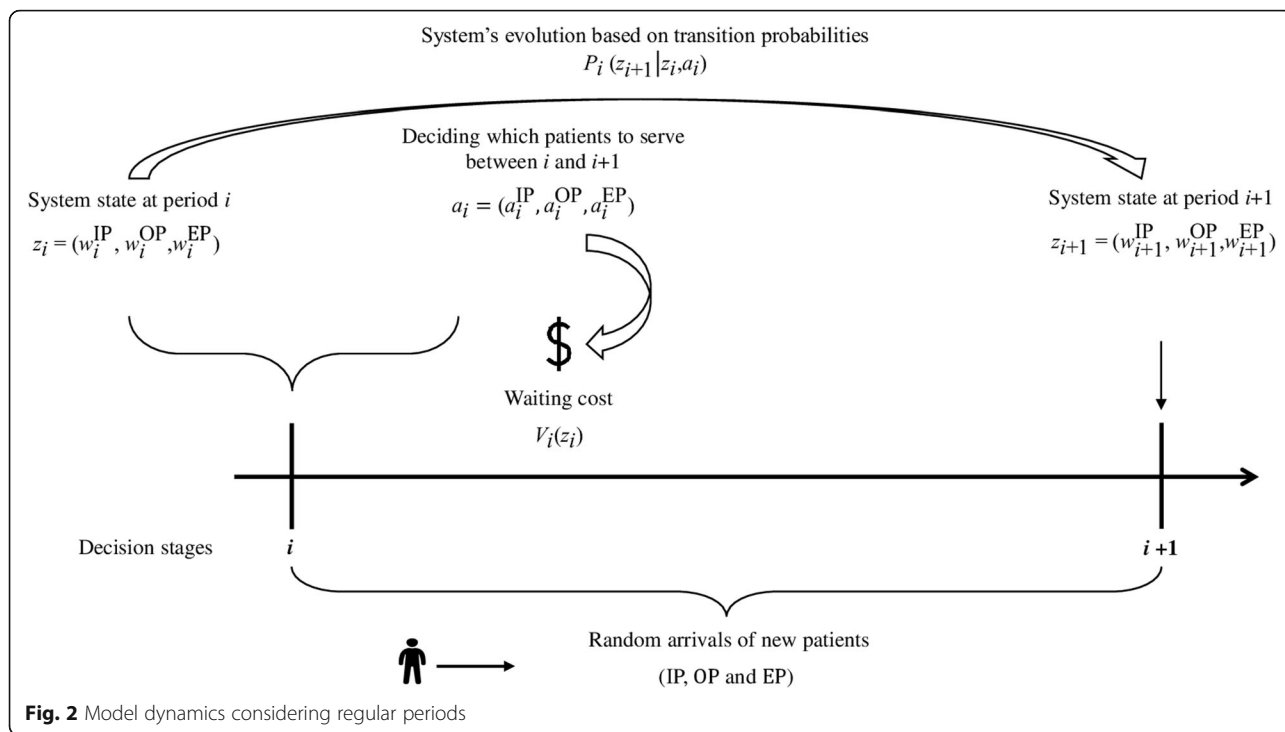 System's evolution based on transition probabilities
P_i (z_{i+1}|z_i,a_i)
Deciding which patients to serve
between i and i+1
a_i = (a_i^{IP}, a_i^{OP}, a_i^{EP})
System state at period i
z_i = (w_i^{IP}, w_i^{OP}, w_i^{EP})
System state at period i+1
z_{i+1} = (w_{i+1}^{IP}, w_{i+1}^{OP}, w_{i+1}^{EP})
$
Waiting cost
V_i(z_i)
Decision stages
i
i +1
Random arrivals of new patients
(IP, OP and EP)
Fig. 2 Model dynamics considering regular periods